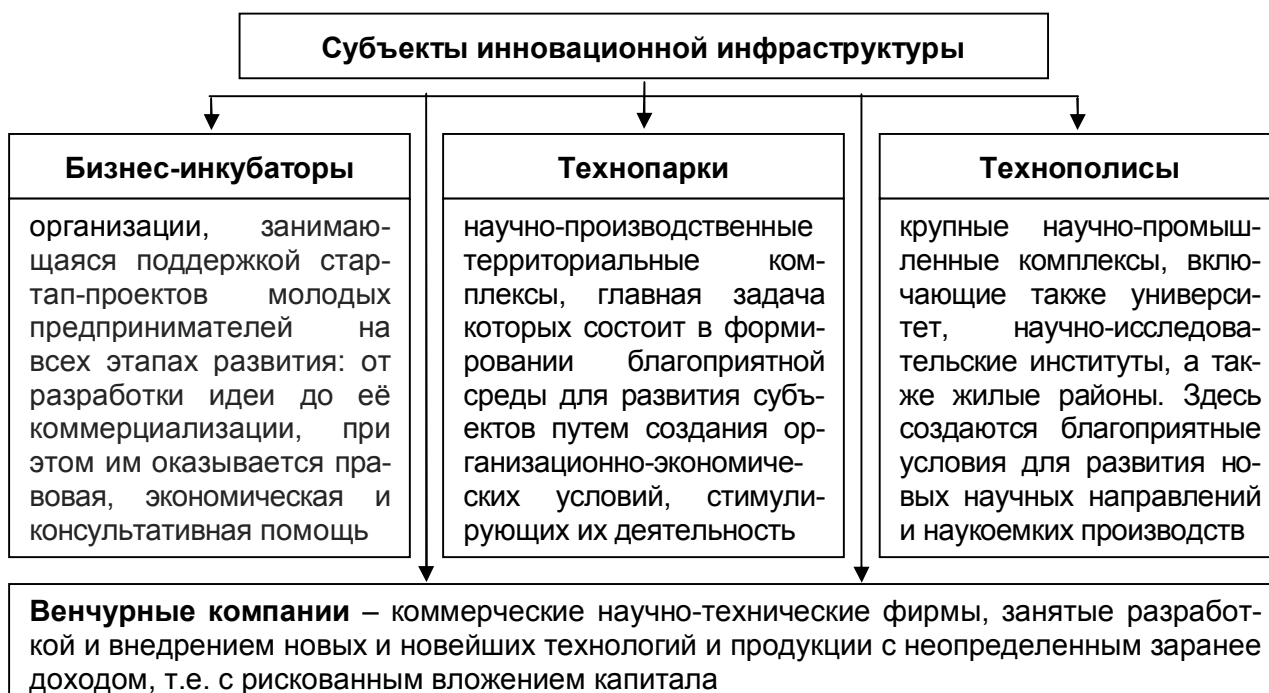 Субъекты инновационной инфраструктуры
Бизнес-инкубаторы
организации, занимаю-
щаяся поддержкой стар-
тап-проектов молодых
предпринимателей на
всех этапах развития: от
разработки идеи до её
коммерциализации, при
этом им оказывается пра-
вовая, экономическая и
консультативная помощь
Технопарки
научно-производственные
территориальные ком-
плексы, главная задача
которых состоит в форми-
ровании благоприятной
среды для развития субъ-
ектов путем создания ор-
ганизационно-экономиче-
ских условий, стимули-
рующих их деятельность
Технополисы
крупные научно-промыш-
ленные комплексы, вклю-
чающие также универси-
тет, научно-исследова-
тельские институты, а так-
же жилые районы. Здесь
создаются благоприятные
условия для развития но-
вых научных направлений
и наукоемких производств
Венчурные компании – коммерческие научно-технические фирмы, занятые разработ-
кой и внедрением новых и новейших технологий и продукции с неопределенным заранее
доходом, т.е. с рискованным вложением капитала